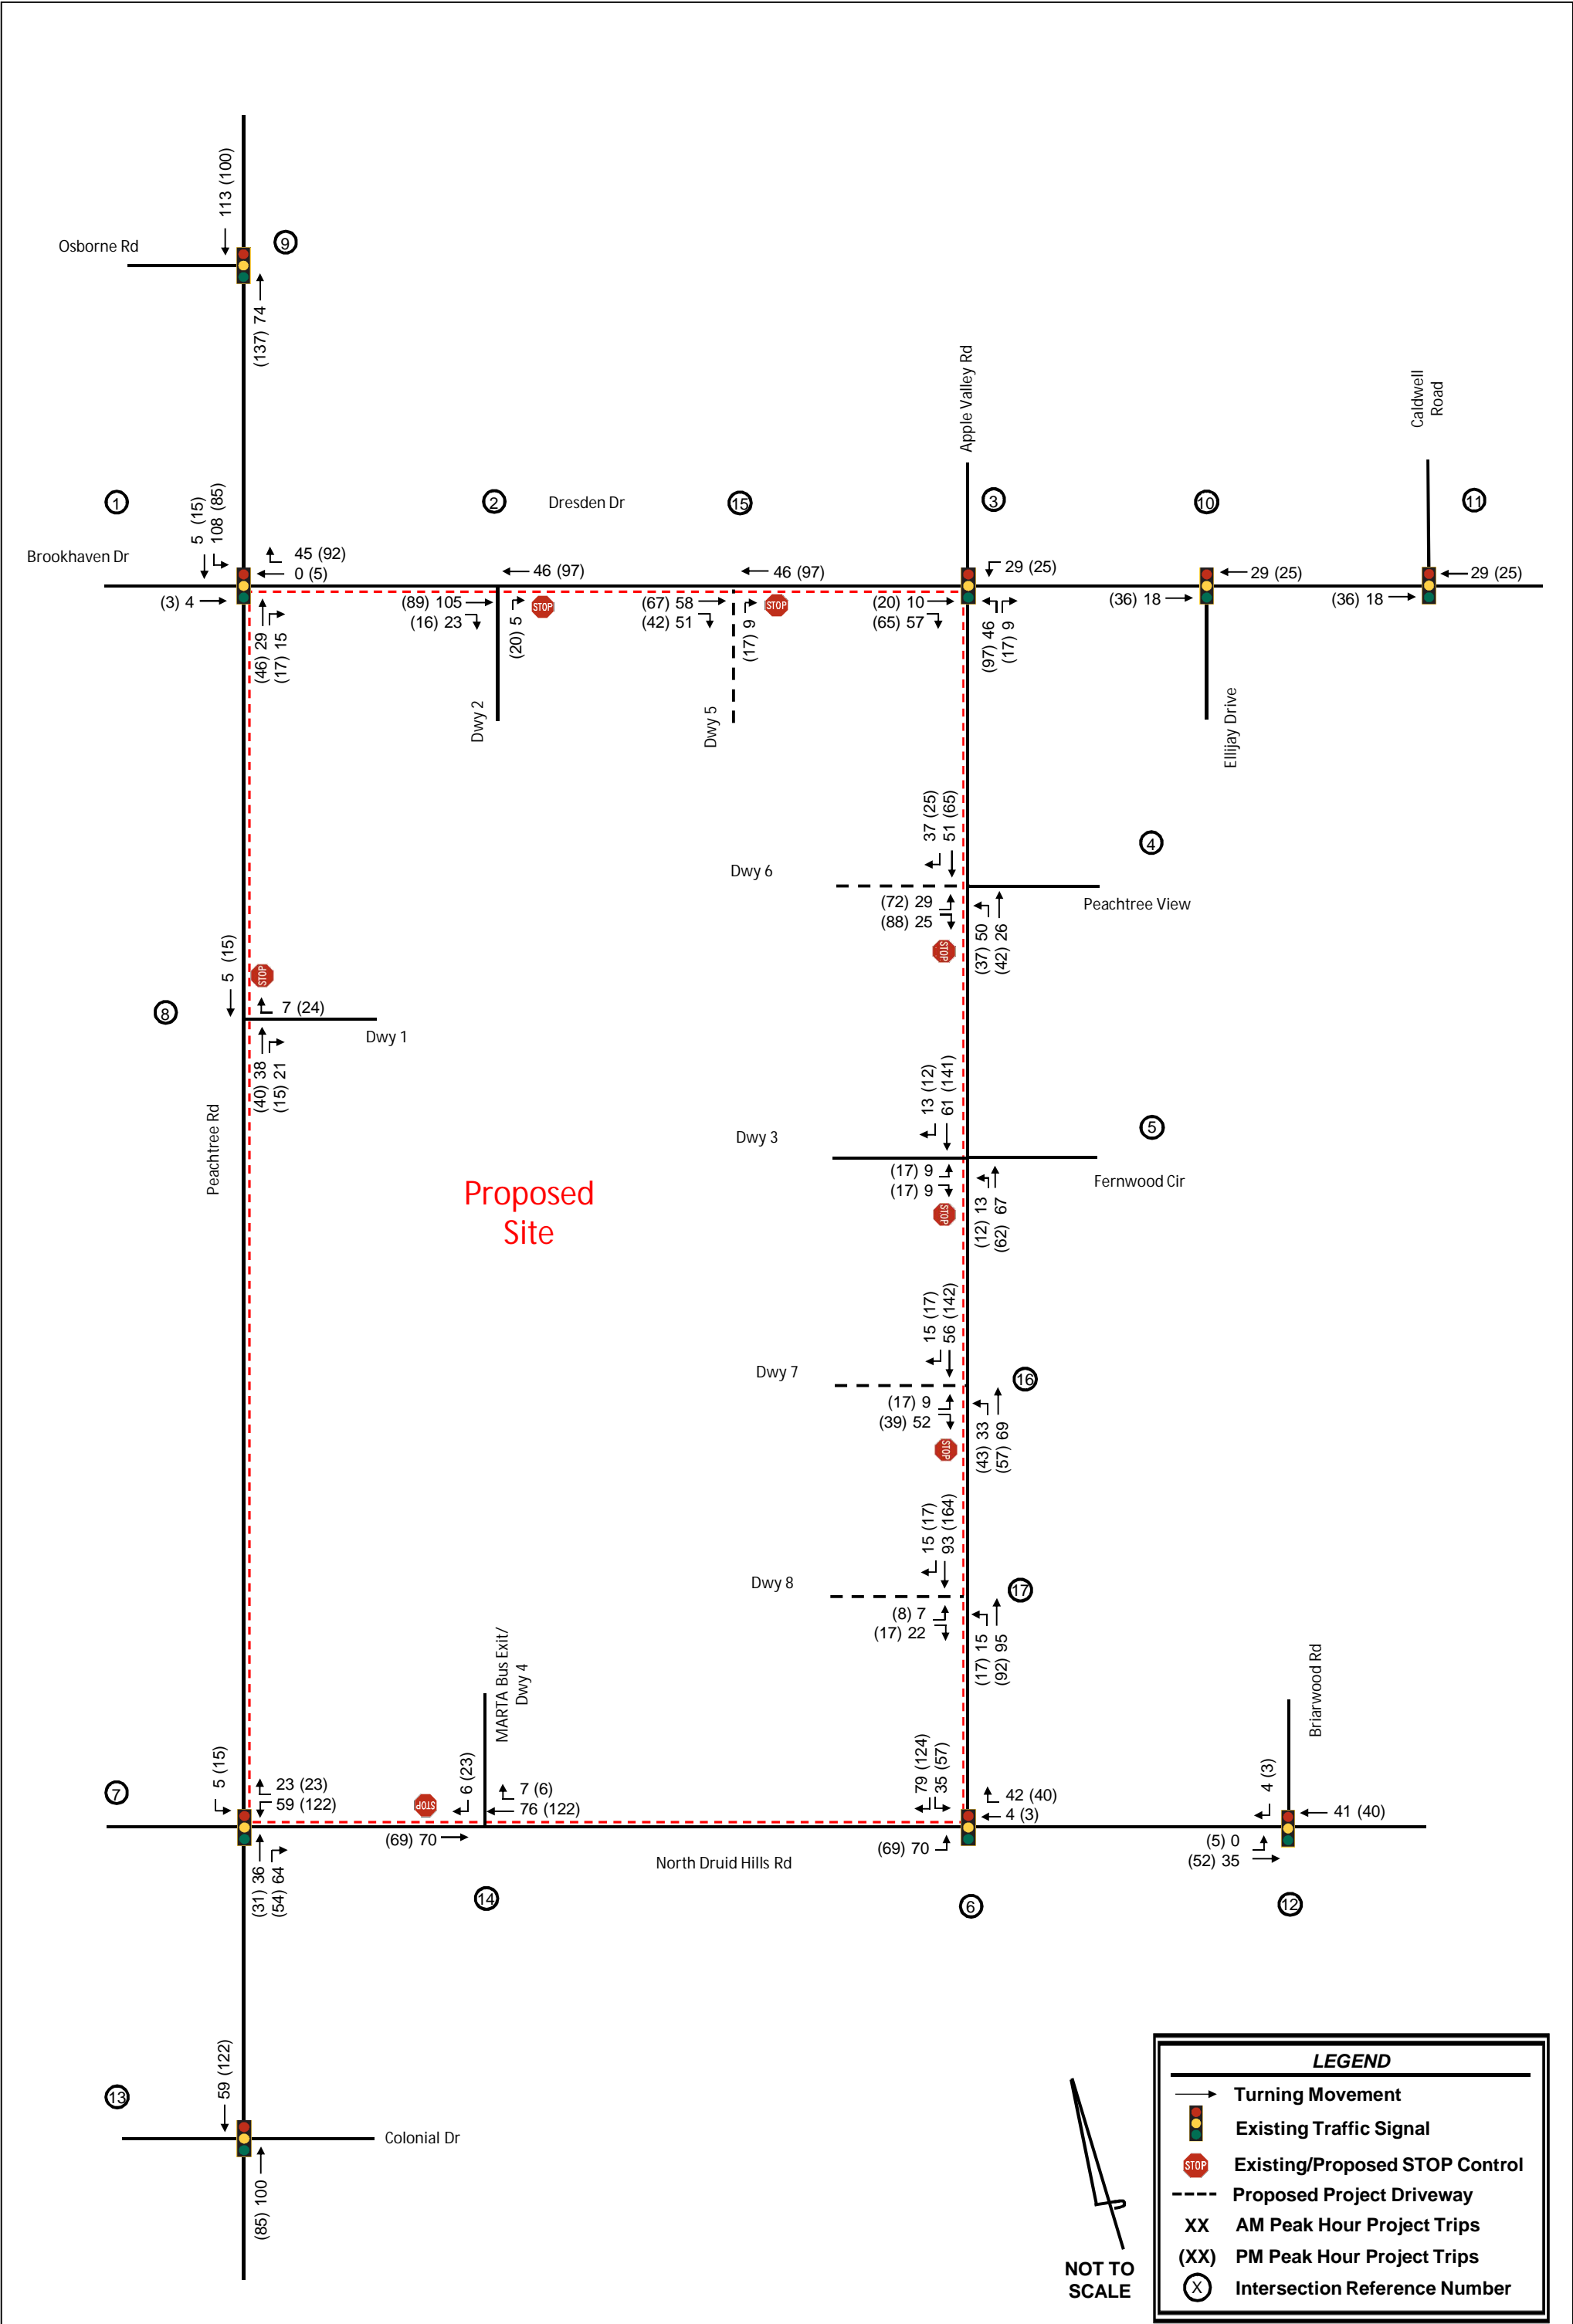 113 (100)
Osborne Rd
9
(137) 74
Apple Valley Rd
Caldwell
Road
1
5 (15)
108 (85)
2
Dresden Dr
15
3
10
11
Brookhaven Dr
45 (92)
0 (5)
46 (97)
46 (97)
29 (25)
29 (25)
29 (25)
(3) 4
(46) 29
(17) 15
(89) 105
(16) 23
(20) 5
STOP
(67) 58
(42) 51
(17) 9
STOP
(20) 10
(65) 57
(97) 46
(17) 9
(36) 18
(36) 18
Dwy 2
Dwy 5
Ellijay Drive
37 (25)
51 (65)
4
Dwy 6
Peachtree View
(72) 29
(88) 25
STOP
(37) 50
(42) 26
5 (15)
STOP
8
7 (24)
Dwy 1
(40) 38
(15) 21
Peachtree Rd
13 (12)
61 (141)
5
Dwy 3
Fernwood Cir
(17) 9
(17) 9
STOP
(12) 13
(62) 67
Proposed
Site
15 (17)
56 (142)
Dwy 7
16
(17) 9
(39) 52
STOP
(43) 33
(57) 69
15 (17)
93 (164)
Dwy 8
17
(8) 7
(17) 22
(17) 15
(92) 95
MARTA Bus Exit/
Dwy 4
Briarwood Rd
7
5 (15)
23 (23)
59 (122)
STOP
6 (23)
7 (6)
76 (122)
79 (124)
35 (57)
42 (40)
4 (3)
4 (3)
41 (40)
(31) 36
(54) 64
(69) 70
North Druid Hills Rd
(69) 70
(5) 0
(52) 35
14
6
12
59 (122)
13
Colonial Dr
(85) 100
NOT TO
SCALE
LEGEND
Turning Movement
Existing Traffic Signal
STOP Existing/Proposed STOP Control
Proposed Project Driveway
XX AM Peak Hour Project Trips
(XX) PM Peak Hour Project Trips
X Intersection Reference Number